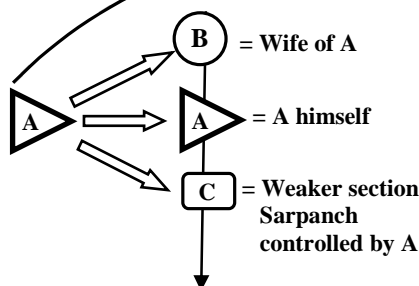 B = Wife of A
A A = A himself
C = Weaker section
Sarpanch
controlled by A